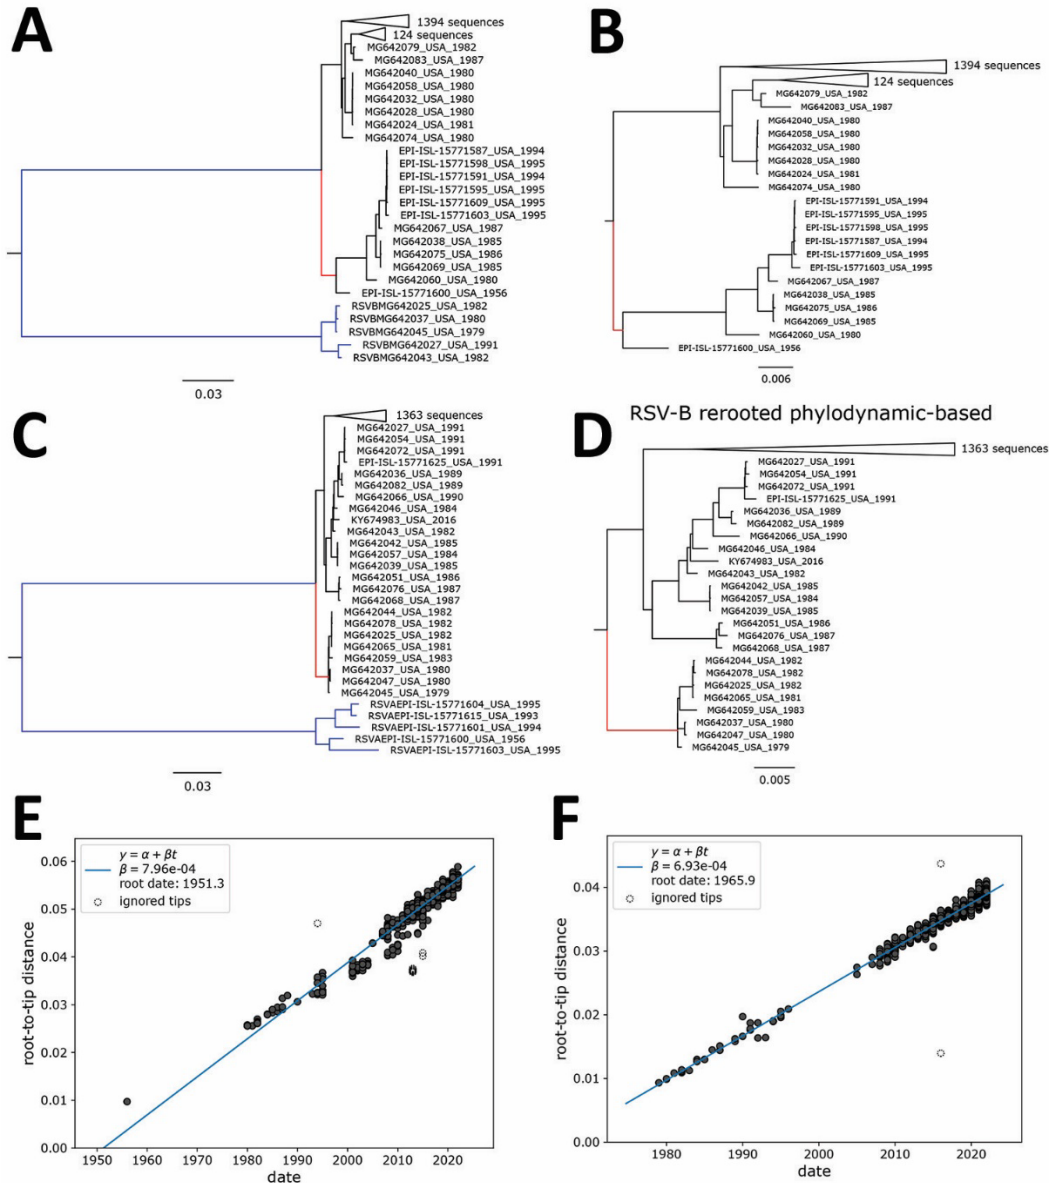 A
1394 sequences
124 sequences
MG642079_USA_1982
MG642083_USA_1987
MG642040_USA_1980
MG642058_USA_1980
MG642032_USA_1980
MG642028_USA_1980
MG642024_USA_1981
MG642074_USA_1980
EPI-ISL-15771587_USA_1994
EPI-ISL-15771598_USA_1995
EPI-ISL-15771591_USA_1994
EPI-ISL-15771595_USA_1995
EPI-ISL-15771609_USA_1995
EPI-ISL-15771603_USA_1995
MG642067_USA_1987
MG642038_USA_1985
MG642075_USA_1986
MG642069_USA_1985
MG642060_USA_1980
EPI-ISL-15771600_USA_1956
RSVBMG642025_USA_1982
RSVBMG642037_USA_1980
RSVBMG642045_USA_1979
RSVBMG642027_USA_1991
RSVBMG642043_USA_1982
0.03
B
1394 sequences
124 sequences
MG642079_USA_1982
MG642083_USA_1987
MG642040_USA_1980
MG642058_USA_1980
MG642032_USA_1980
MG642028_USA_1980
MG642024_USA_1981
MG642074_USA_1980
EPI-ISL-15771591_USA_1994
EPI-ISL-15771595_USA_1995
EPI-ISL-15771598_USA_1995
EPI-ISL-15771587_USA_1994
EPI-ISL-15771609_USA_1995
EPI-ISL-15771603_USA_1995
MG642067_USA_1987
MG642038_USA_1985
MG642075_USA_1986
MG642069_USA_1985
MG642060_USA_1980
EPI-ISL-15771600_USA_1956
0.006
C
1363 sequences
MG642027_USA_1991
MG642054_USA_1991
MG642072_USA_1991
EPI-ISL-15771625_USA_1991
MG642036_USA_1989
MG642082_USA_1989
MG642066_USA_1990
MG642046_USA_1984
KY674983_USA_2016
MG642043_USA_1982
MG642042_USA_1985
MG642057_USA_1984
MG642039_USA_1985
MG642051_USA_1986
MG642076_USA_1987
MG642068_USA_1987
MG642044_USA_1982
MG642078_USA_1982
MG642025_USA_1982
MG642065_USA_1981
MG642059_USA_1983
MG642037_USA_1980
MG642047_USA_1980
MG642045_USA_1979
RSVAEPI-ISL-15771604_USA_1995
RSVAEPI-ISL-15771615_USA_1993
RSVAEPI-ISL-15771601_USA_1994
RSVAEPI-ISL-15771600_USA_1956
RSVAEPI-ISL-15771603_USA_1995
0.03
RSV-B rerooted phylodynamic-based
D
1363 sequences
MG642027_USA_1991
MG642054_USA_1991
MG642072_USA_1991
EPI-ISL-15771625_USA_1991
MG642036_USA_1989
MG642082_USA_1989
MG642066_USA_1990
MG642046_USA_1984
KY674983_USA_2016
MG642043_USA_1982
MG642042_USA_1985
MG642057_USA_1984
MG642039_USA_1985
MG642051_USA_1986
MG642076_USA_1987
MG642068_USA_1987
MG642044_USA_1982
MG642078_USA_1982
MG642025_USA_1982
MG642065_USA_1981
MG642059_USA_1983
MG642037_USA_1980
MG642047_USA_1980
MG642045_USA_1979
0.005
E
y = α + βt
β = 7.96e-04
root date: 1951.3
ignored tips
root-to-tip distance
0.06
0.05
0.04
0.03
0.02
0.01
0.00
1950 1960 1970 1980 1990 2000 2010 2020
date
F
y = α + βt
β = 6.93e-04
root date: 1965.9
ignored tips
root-to-tip distance
0.04
0.03
0.02
0.01
0.00
1980 1990 2000 2010 2020
date